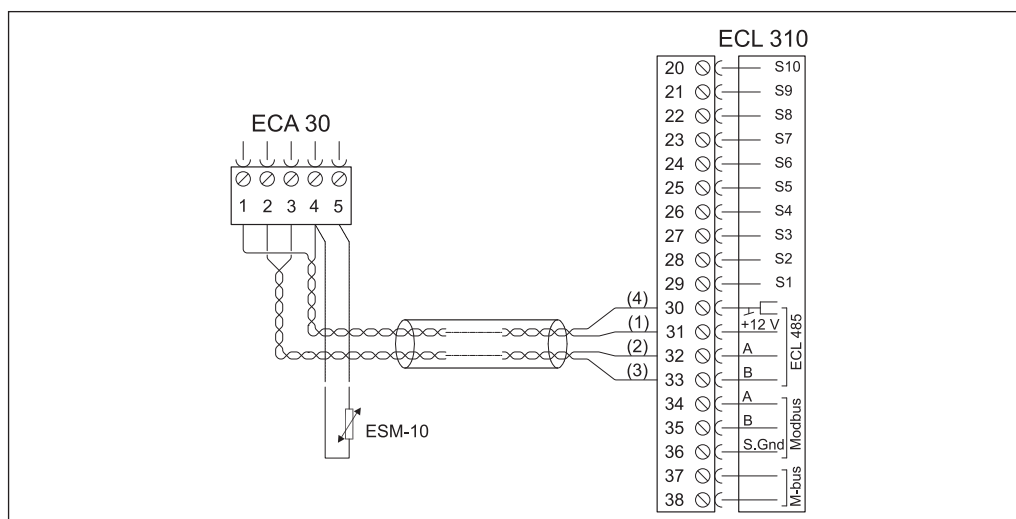 ECL 310
20 S10
21 S9
22 S8
23 S7
24 S6
25 S5
26 S4
27 S3
28 S2
29 S1
(4) 30
(1) 31 +12 V
(2) 32 A
(3) 33 B
ECL 485
34 A
35 B
36 S.Gnd
Modbus
37
38
M-bus
ECA 30
1 2 3 4 5
ESM-10